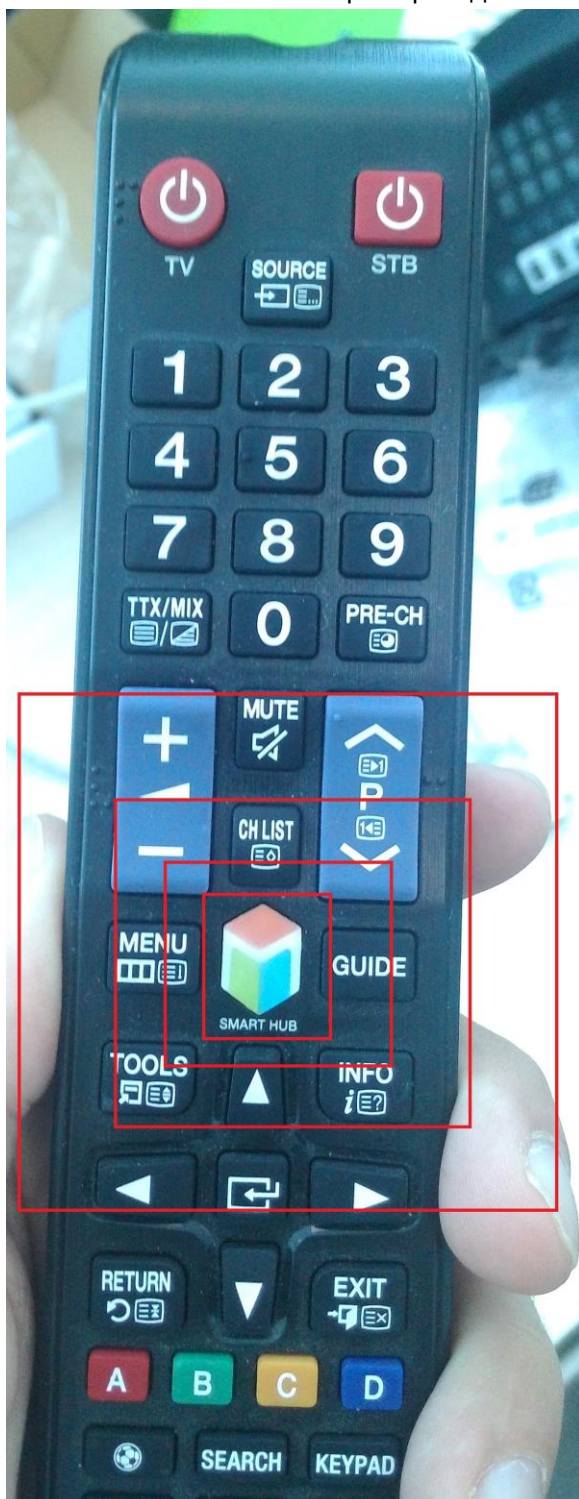 TV
STB
SOURCE
1 2 3
4 5 6
7 8 9
TTX/MIX
0
PRE-CH
MUTE
+
P
−
CH LIST
MENU
GUIDE
SMART HUB
TOOLS
INFO
RETURN
EXIT
A B C D
SEARCH
KEYPAD